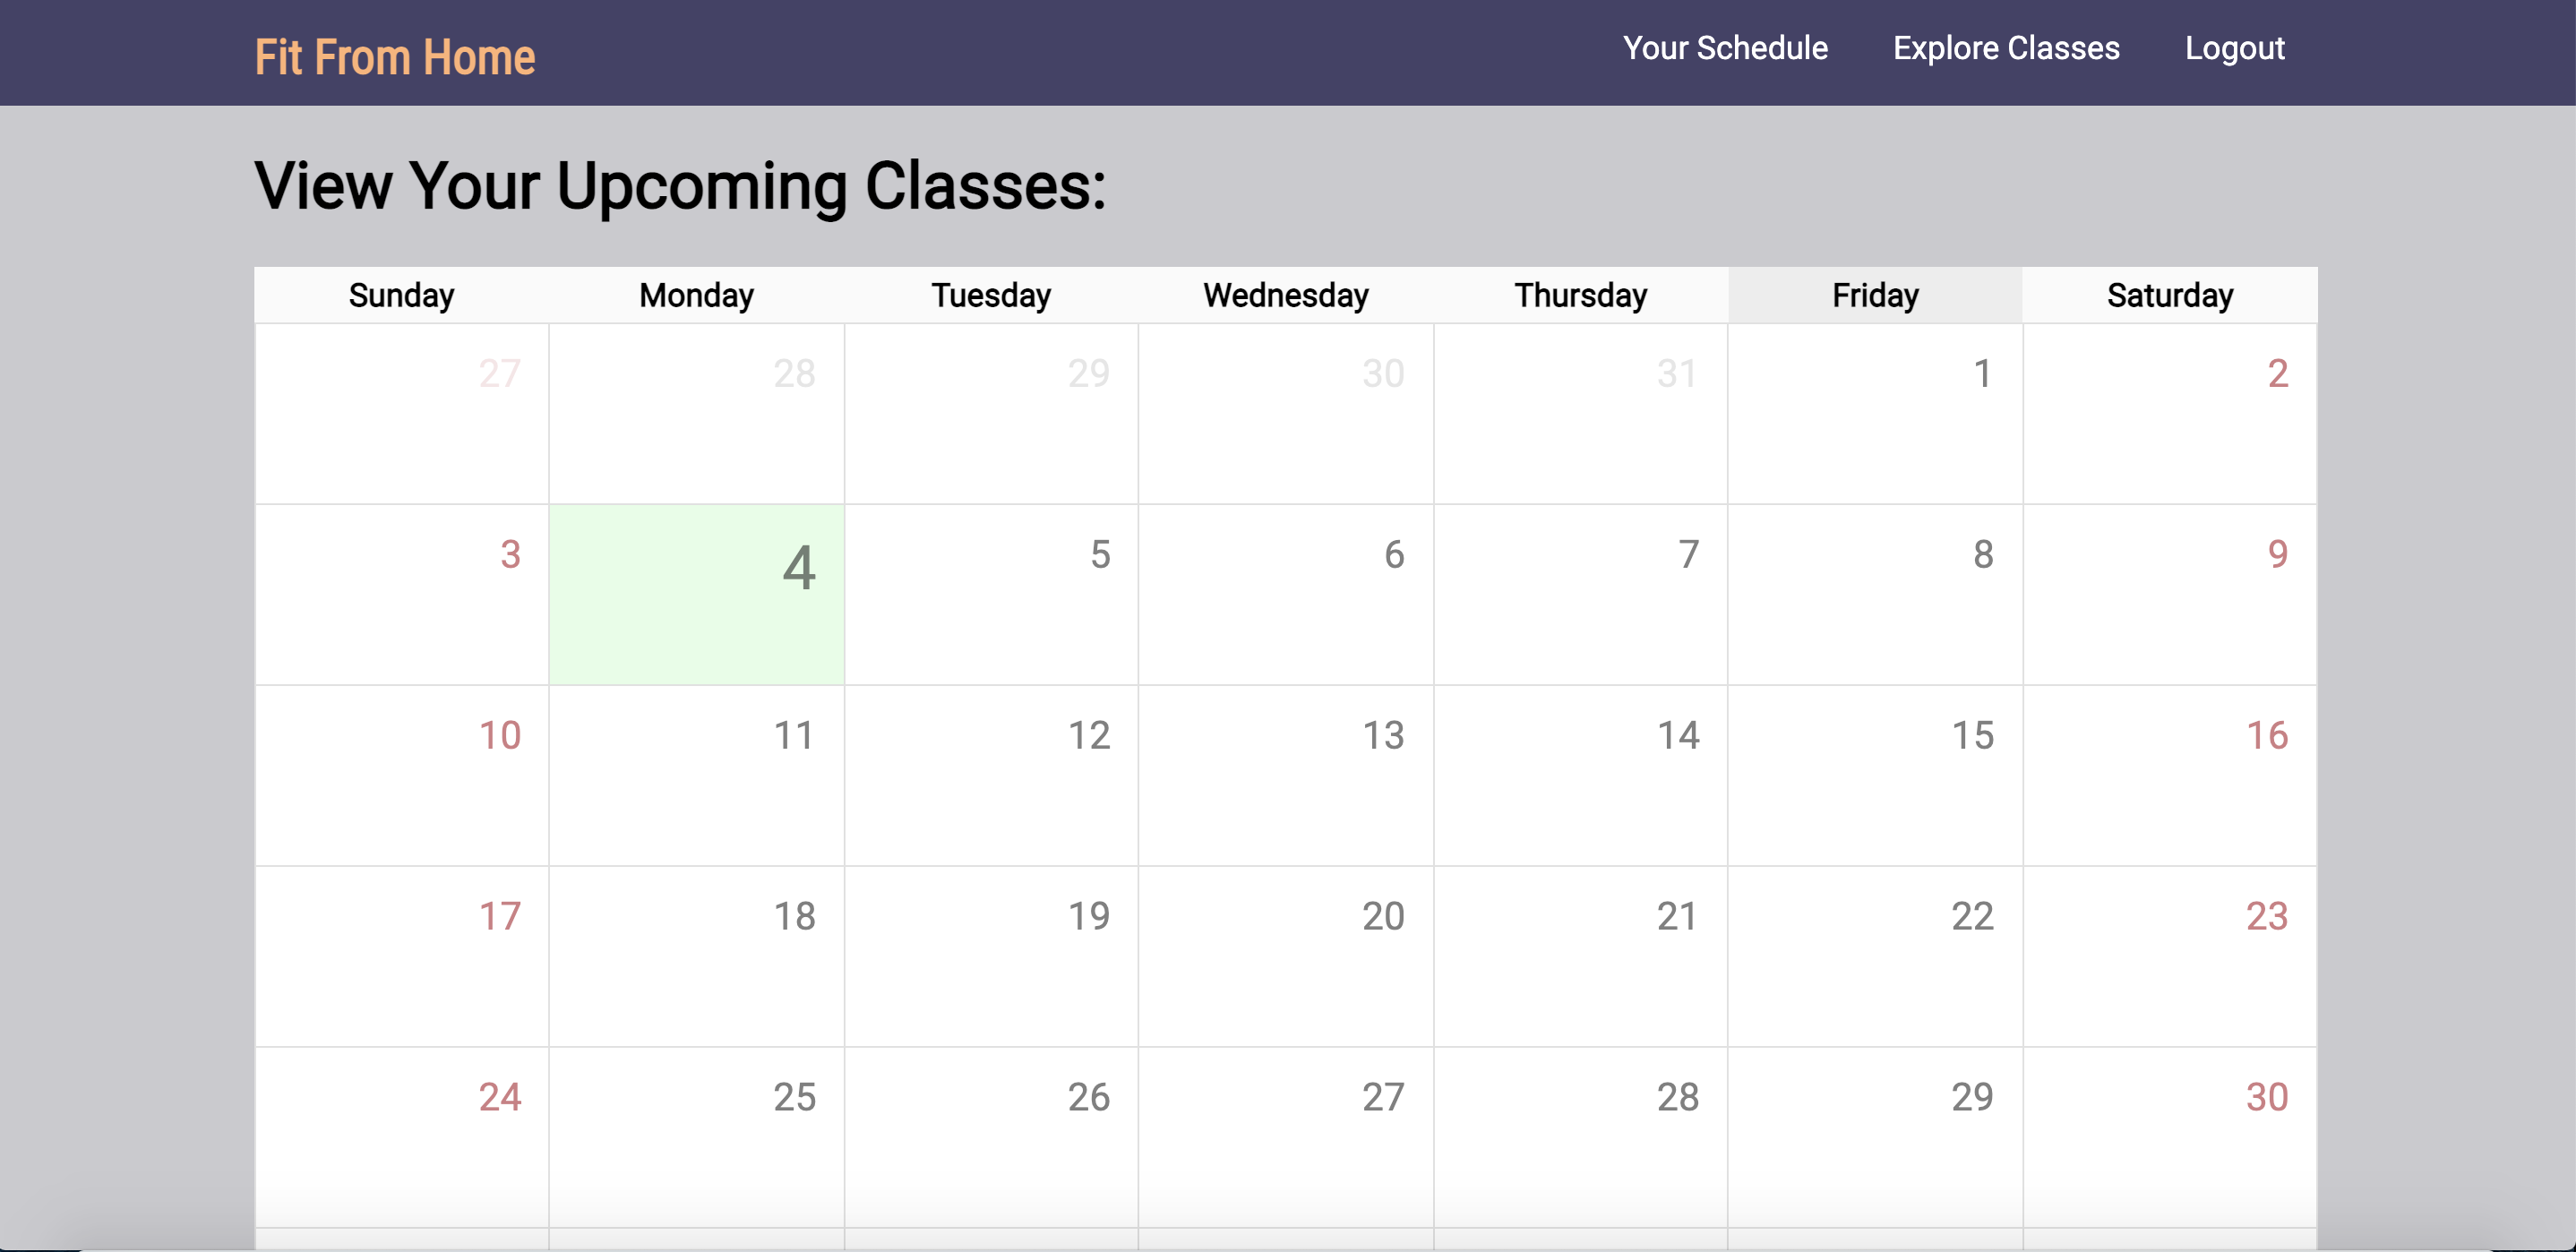 Fit From Home Your Schedule Explore Classes Logout
View Your Upcoming Classes:
Sunday Monday Tuesday Wednesday Thursday Friday Saturday
27 28 29 30 31 1 2
3 4 5 6 7 8 9
10 11 12 13 14 15 16
17 18 19 20 21 22 23
24 25 26 27 28 29 30